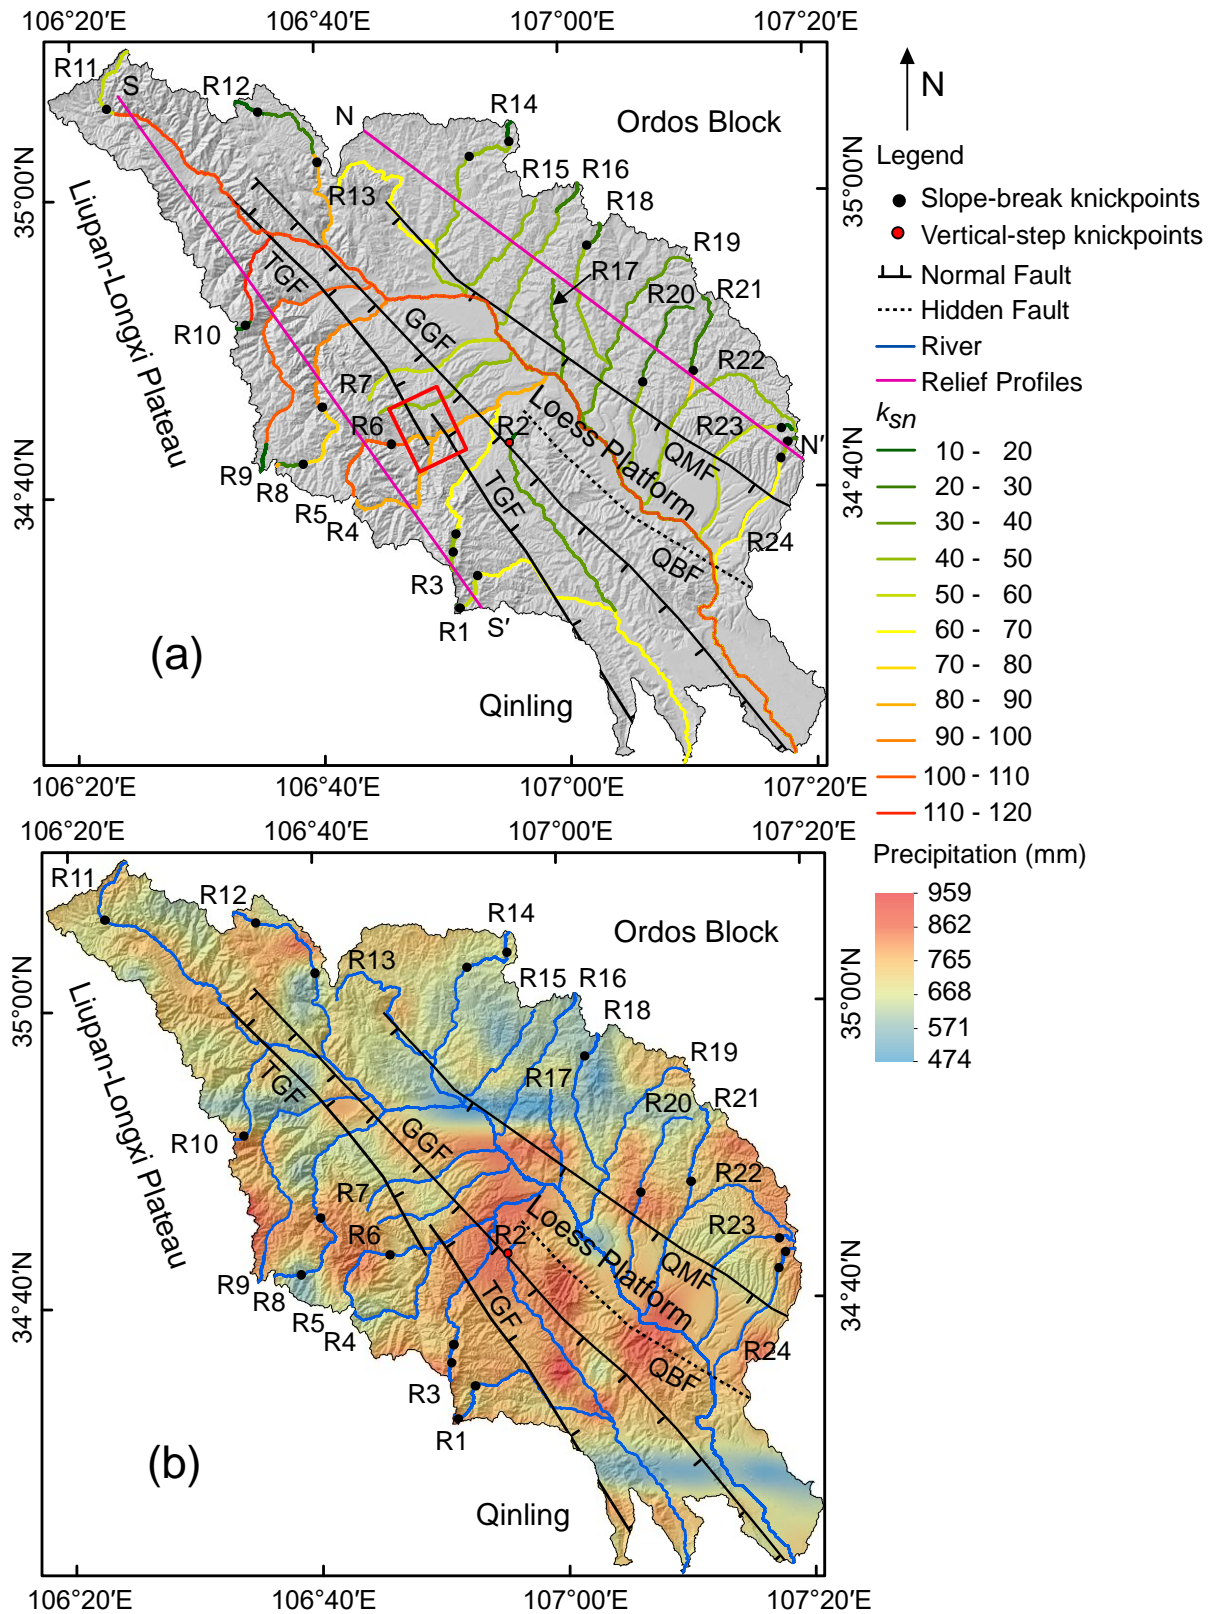 106°20′E
106°40′E
107°00′E
107°20′E
R11
S
R12
N
R14
Ordos Block
N
Legend
Slope-break knickpoints
Vertical-step knickpoints
Normal Fault
Hidden Fault
River
Relief Profiles
ksn
10 - 20
20 - 30
30 - 40
40 - 50
50 - 60
60 - 70
70 - 80
80 - 90
90 - 100
100 - 110
110 - 120
35°00′N
35°00′N
R13
R15
R16
R18
R19
R17
R20
R21
Liupan-Longxi Plateau
TGF
GGF
R10
R7
R22
R6
R2
Loess Platform
R23
N′
QMF
34°40′N
34°40′N
R9
R8
R5
R4
TGF
QBF
R24
R3
R1
S′
(a)
Qinling
106°20′E
106°40′E
107°00′E
107°20′E
106°20′E
106°40′E
107°00′E
107°20′E
Precipitation (mm)
959
862
765
668
571
474
R11
R12
R14
Ordos Block
R13
R15
R16
R18
35°00′N
35°00′N
R19
R17
R20
R21
Liupan-Longxi Plateau
TGF
GGF
R10
R22
R7
R6
R2
R23
Loess Platform
QMF
34°40′N
34°40′N
R9
R8
R5
R4
TGF
QBF
R24
R3
R1
(b)
Qinling
106°20′E
106°40′E
107°00′E
107°20′E